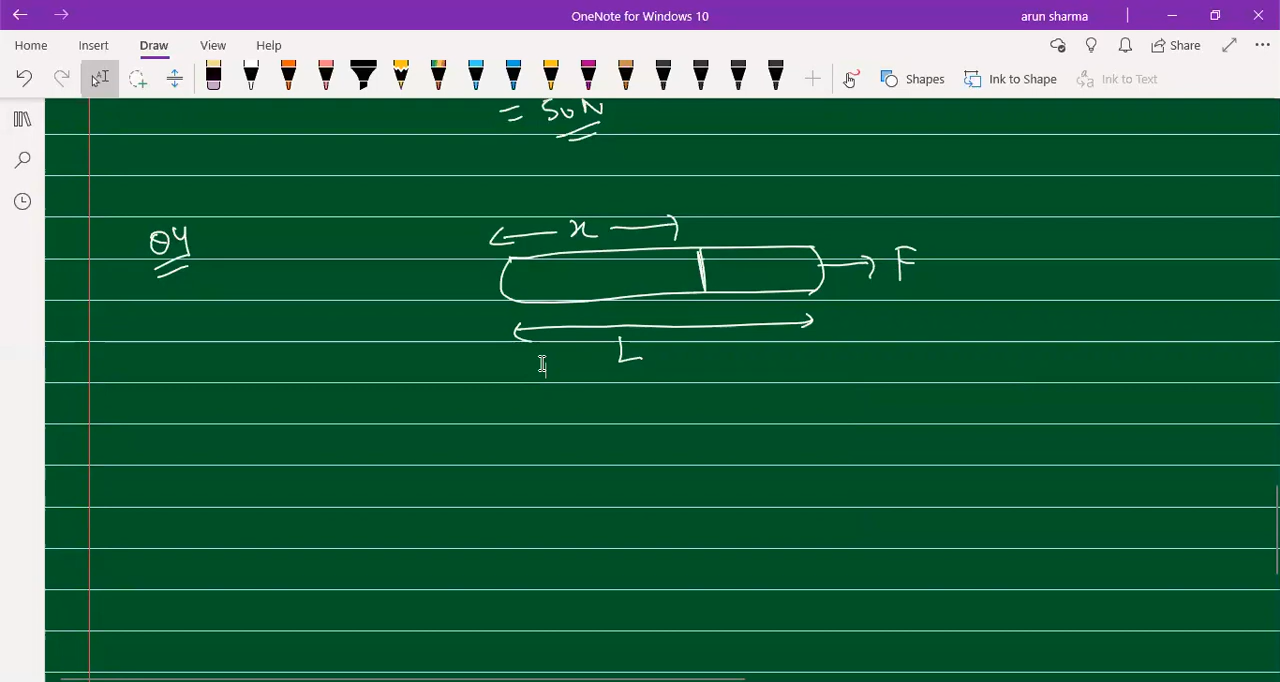 OneNote for Windows 10
arun sharma
Home Insert Draw View Help
Share
Shapes Ink to Shape Ink to Text
= 50N
Q4
x
F
L